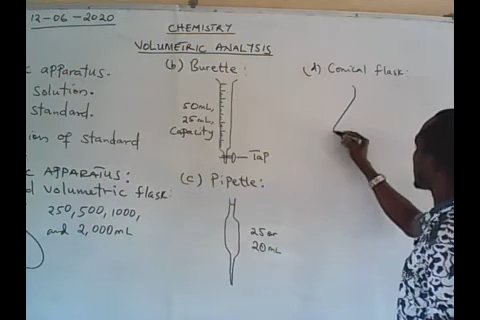 12-06-2020
CHEMISTRY
VOLUMETRIC ANALYSIS
c apparatus.
solution.
standard.
ions of standard
c APPARATUS:
d volumetric flask:
250, 500, 1000,
and 2,000mL
(b) Burette:
50mL,
25mL,
Capacity
Tap
(c) Pipette:
25 or
20mL
(d) Conical flask: